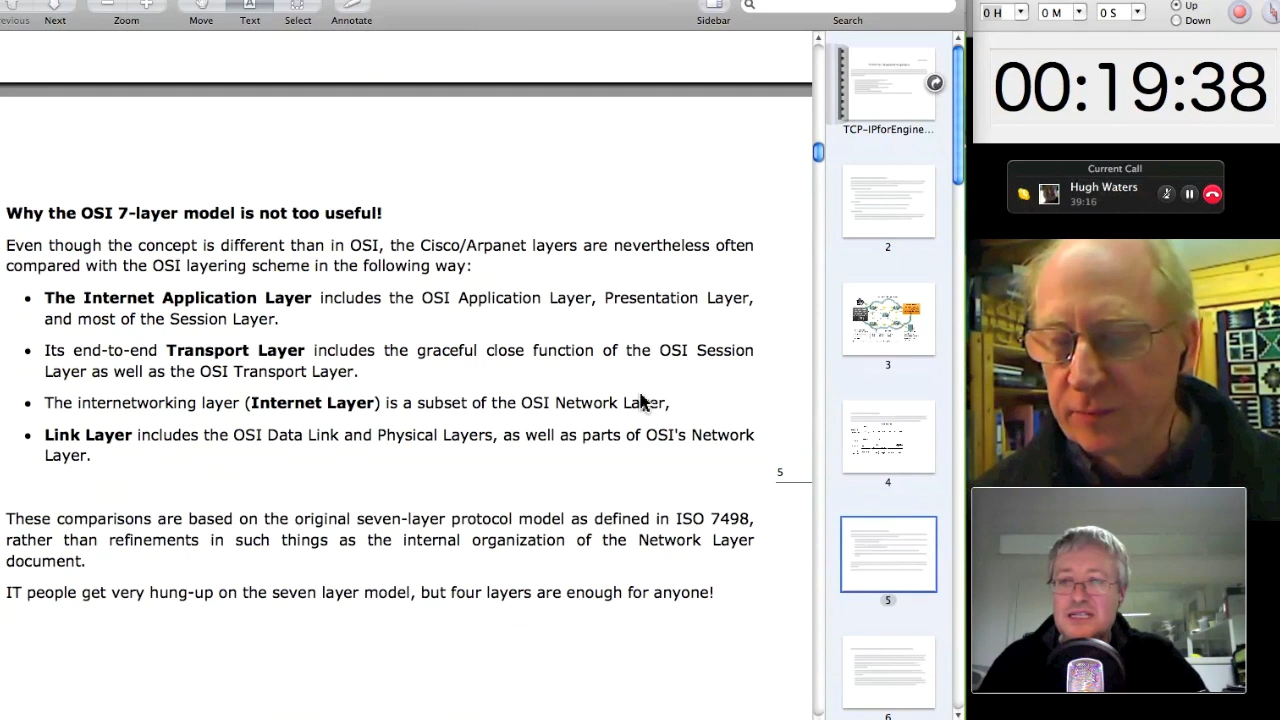 evious
Next
Zoom
Move
Text
Select
Annotate
Sidebar
Search
Why the OSI 7-layer model is not too useful!
Even though the concept is different than in OSI, the Cisco/Arpanet layers are nevertheless often
compared with the OSI layering scheme in the following way:
• The Internet Application Layer includes the OSI Application Layer, Presentation Layer,
and most of the Session Layer.
• Its end-to-end Transport Layer includes the graceful close function of the OSI Session
Layer as well as the OSI Transport Layer.
• The internetworking layer (Internet Layer) is a subset of the OSI Network Layer,
• Link Layer includes the OSI Data Link and Physical Layers, as well as parts of OSI's Network
Layer.
5
These comparisons are based on the original seven-layer protocol model as defined in ISO 7498,
rather than refinements in such things as the internal organization of the Network Layer
document.
IT people get very hung-up on the seven layer model, but four layers are enough for anyone!
TCP-IPforEngine...
2
3
4
5
6
0 H
0 M
0 S
Up
Down
00:19:38
Current Call
Hugh Waters
39:16